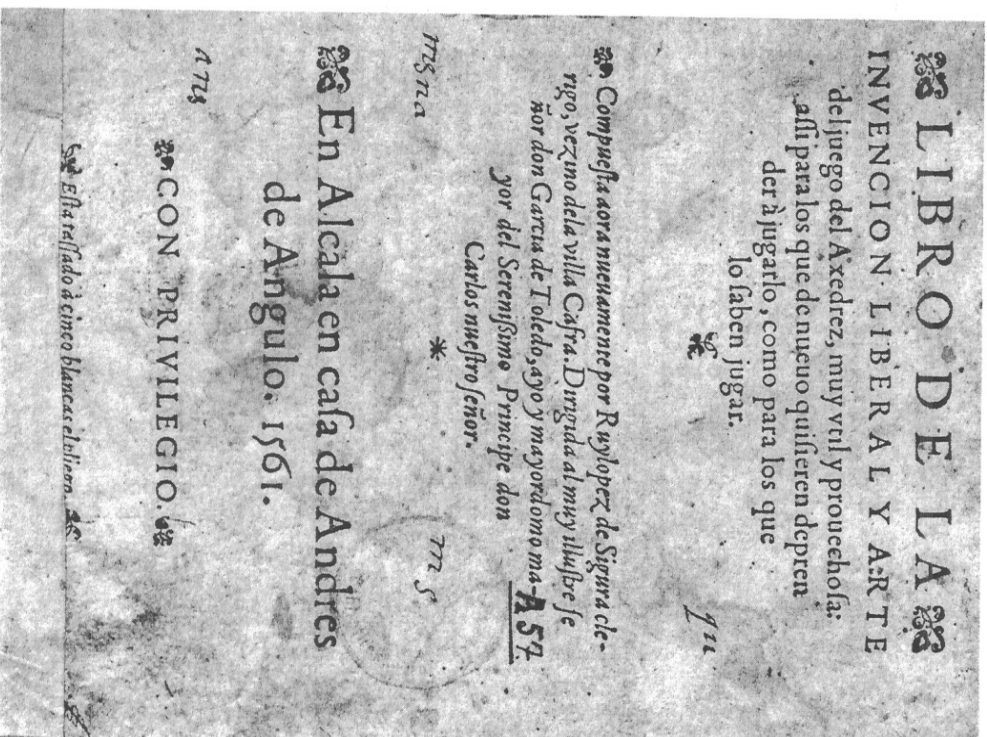 LIBRO DE LA
INVENCION LIBERAL Y ARTE
del juego del Axedrez, muy vtil y prouechosa:
assi para los que de nueuo quisieren depren
der à jugarlo, como para los que
lo saben jugar.
Compuesta aora nueuamente por Ruylopez de Sigura cle-
rigo, vezino dela villa Cafra. Dirigida al muy illustre se
ñor don Garcia de Toledo, ayo y mayordomo ma-
yor del Serenissimo Principe don
Carlos nuestro señor.
A57
En Alcala en casa de Andres
de Angulo. 1561.
CON PRIVILEGIO.
Esta tassado à cinco blancas el pliego.